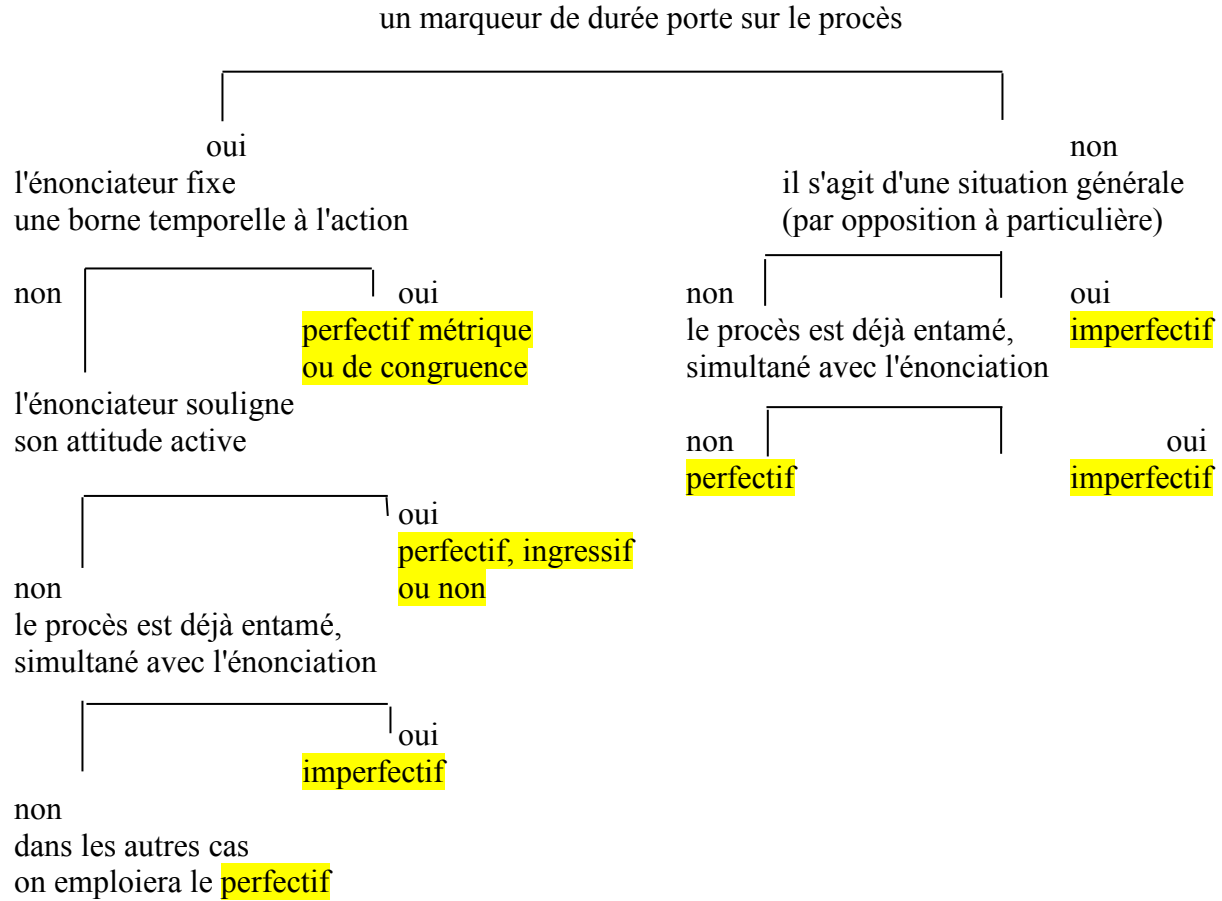 un marqueur de durée porte sur le procès
oui
l'énonciateur fixe
une borne temporelle à l'action
non
oui
perfectif métrique
ou de congruence
l'énonciateur souligne
son attitude active
oui
perfectif, ingressif
ou non
non
le procès est déjà entamé,
simultané avec l'énonciation
oui
imperfectif
non
dans les autres cas
on emploiera le perfectif
non
il s'agit d'une situation générale
(par opposition à particulière)
non
oui
le procès est déjà entamé,
imperfectif
simultané avec l'énonciation
non
oui
perfectif
imperfectif